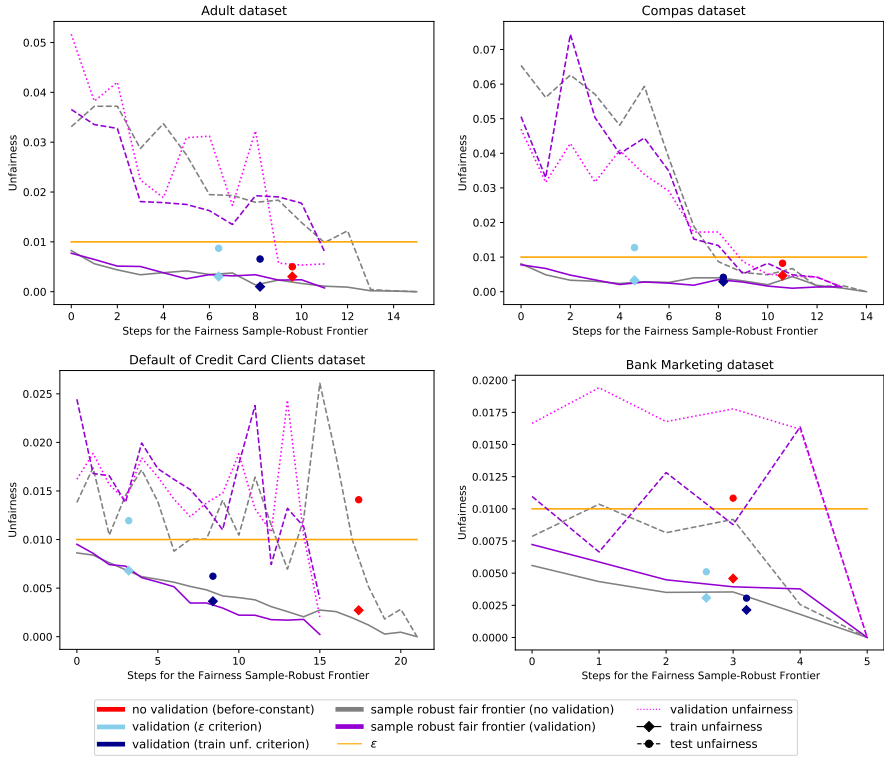 Adult dataset
Unfairness
0.05
0.04
0.03
0.02
0.01
0.00
0 2 4 6 8 10 12 14
Steps for the Fairness Sample-Robust Frontier
Compas dataset
Unfairness
0.07
0.06
0.05
0.04
0.03
0.02
0.01
0.00
0 2 4 6 8 10 12 14
Steps for the Fairness Sample-Robust Frontier
Default of Credit Card Clients dataset
Unfairness
0.025
0.020
0.015
0.010
0.005
0.000
0 5 10 15 20
Steps for the Fairness Sample-Robust Frontier
Bank Marketing dataset
Unfairness
0.0200
0.0175
0.0150
0.0125
0.0100
0.0075
0.0050
0.0025
0.0000
0 1 2 3 4 5
Steps for the Fairness Sample-Robust Frontier
no validation (before-constant)
validation (ε criterion)
validation (train unf. criterion)
sample robust fair frontier (no validation)
sample robust fair frontier (validation)
ε
validation unfairness
train unfairness
test unfairness